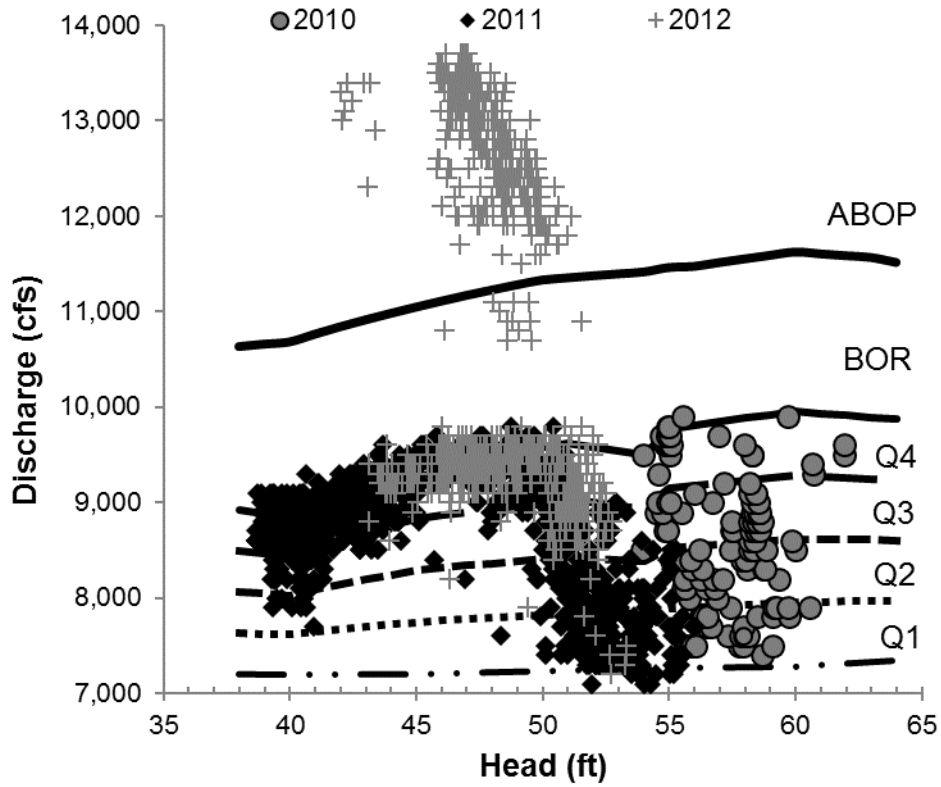 2010 2011 2012
14,000
13,000
12,000
11,000
10,000
9,000
8,000
7,000
Discharge (cfs)
ABOP
BOR
Q4
Q3
Q2
Q1
35 40 45 50 55 60 65
Head (ft)